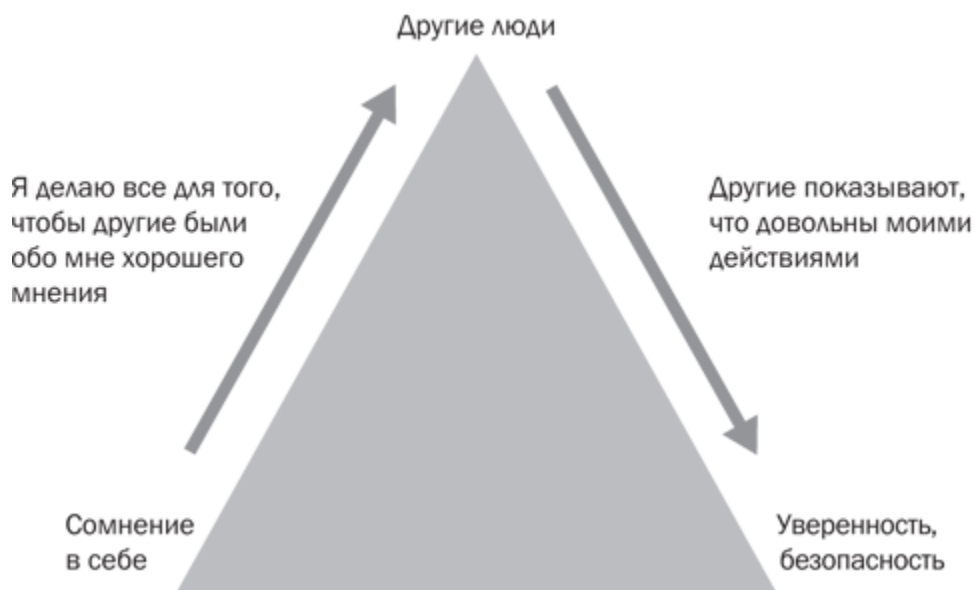 Другие люди
Я делаю все для того,
чтобы другие были
обо мне хорошего
мнения
Другие показывают,
что довольны моими
действиями
Сомнение
в себе
Уверенность,
безопасность